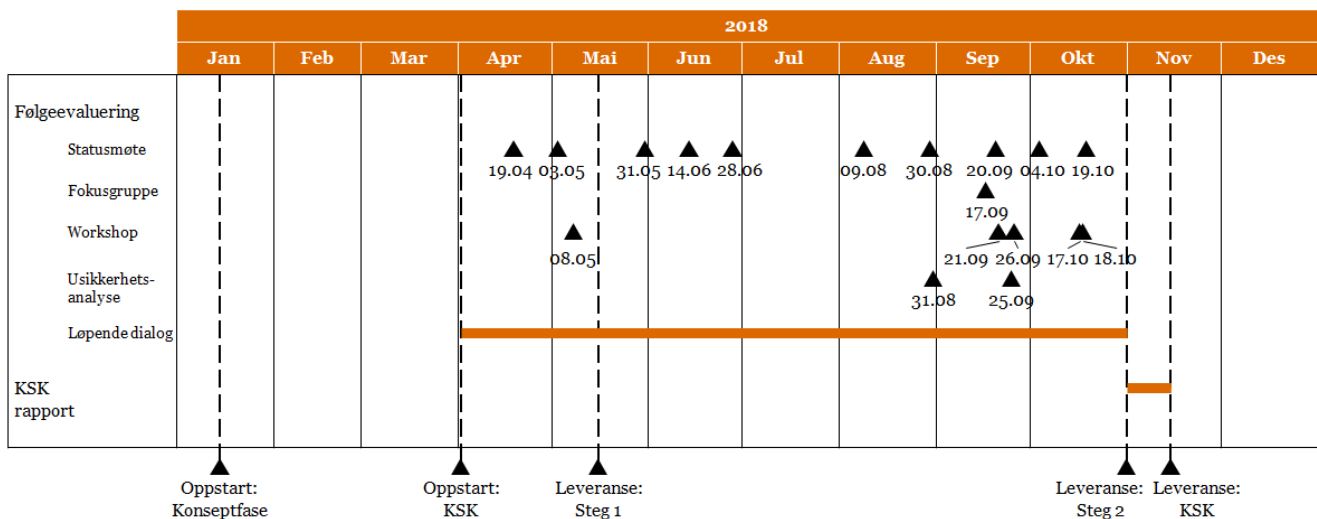 2018
Jan Feb Mar Apr Mai Jun Jul Aug Sep Okt Nov Des
Følgeevaluering
Statusmøte
19.04 03.05 31.05 14.06 28.06 09.08 30.08 20.09 04.10 19.10
Fokusgruppe
17.09
Workshop
08.05 21.09 26.09 17.10 18.10
Usikkerhets-
analyse
31.08 25.09
Løpende dialog
KSK
rapport
Oppstart:
Konseptfase
Oppstart:
KSK
Leveranse:
Steg 1
Leveranse:
Steg 2
Leveranse:
KSK